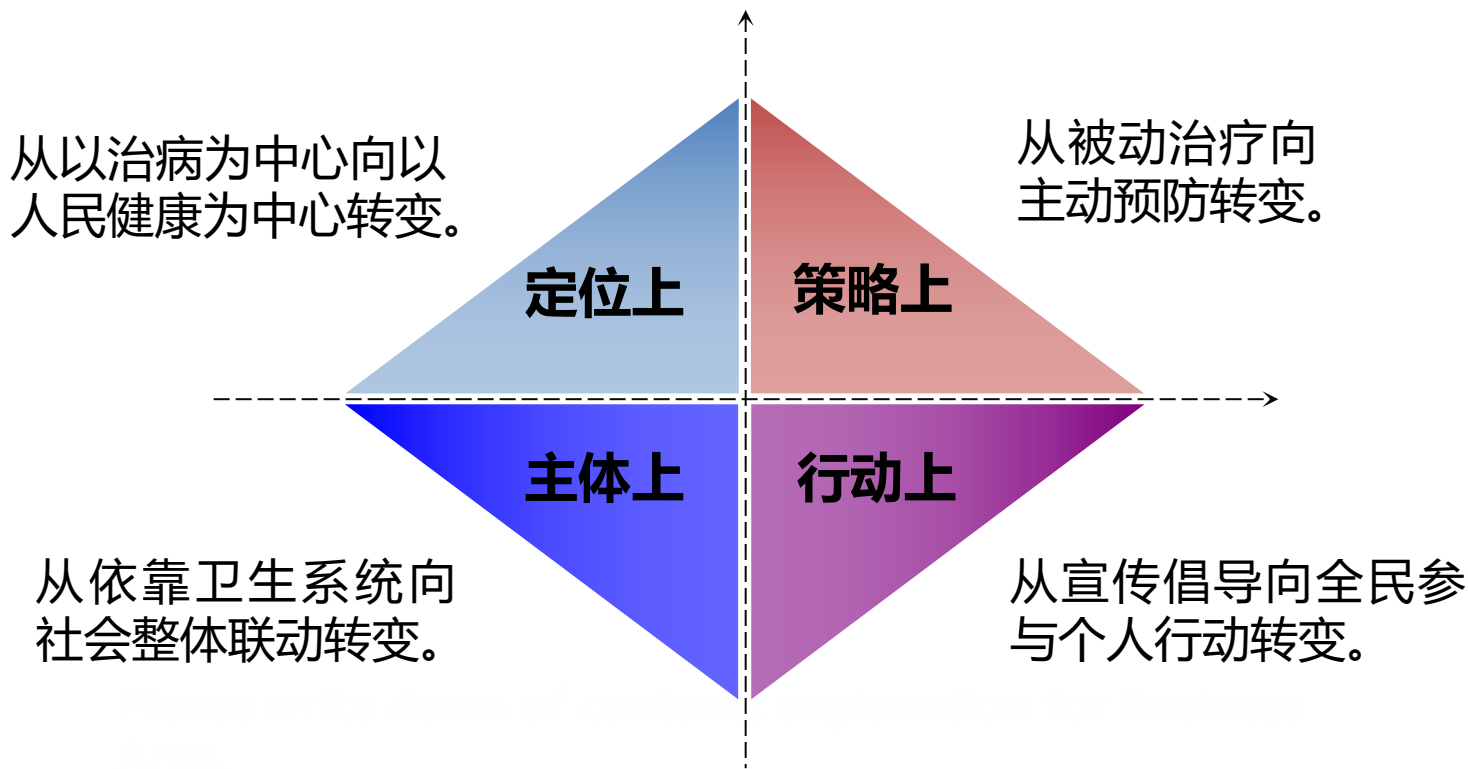 从以治病为中心向以
人民健康为中心转变。
从被动治疗向
主动预防转变。
定位上
策略上
主体上
行动上
从依靠卫生系统向
社会整体联动转变。
从宣传倡导向全民参
与个人行动转变。